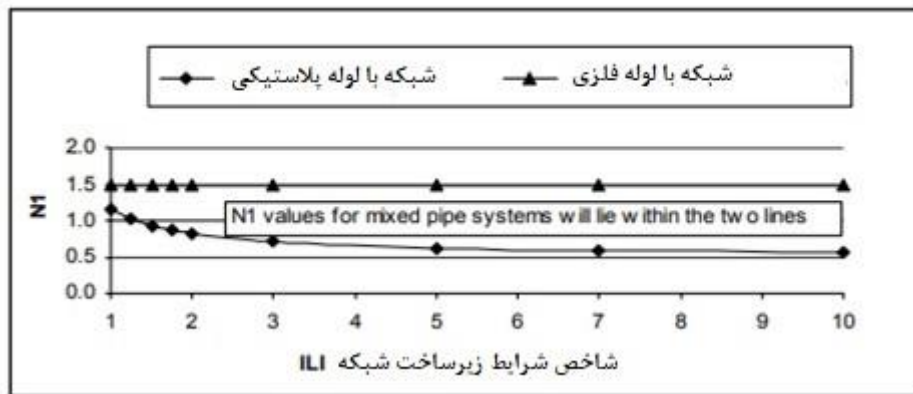 شبکه با لوله پلاستیکی
شبکه با لوله فلزی
2.0
1.5
1.0
0.5
0.0
N1
N1 values for mixed pipe systems will lie within the two lines
1 2 3 4 5 6 7 8 9 10
شاخص شرایط زیرساخت شبکه ILI